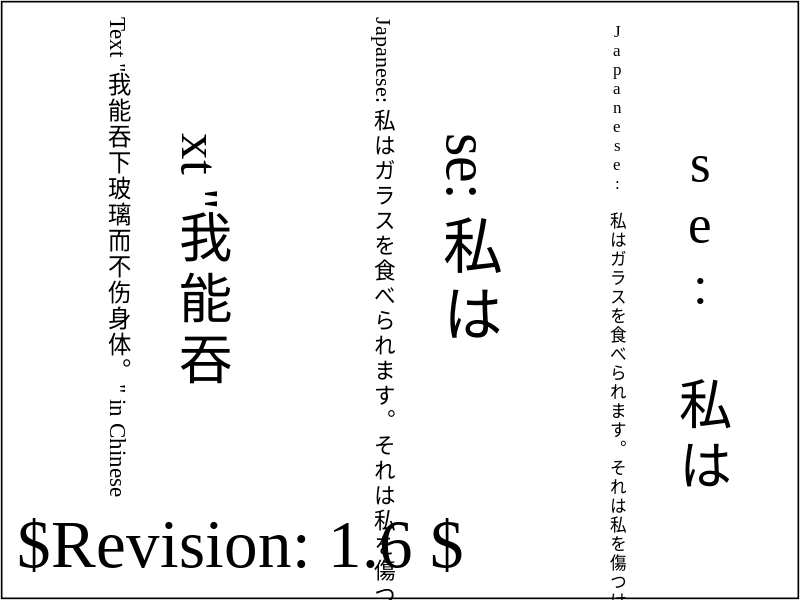 Text "我能吞下玻璃而不伤身体。" in Chinese
xt "我能吞
Japanese: 私はガラスを食べられます。それは私を傷つ
se: 私は
Japanese: 私はガラスを食べられます。それは私を傷つけ
se: 私は
$Revision: 1.6 $